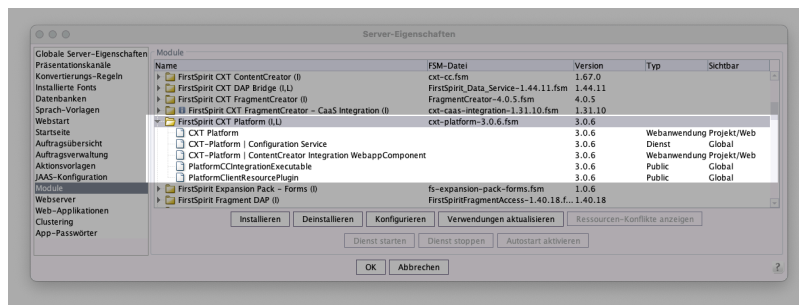 Server-Eigenschaften
Globale Server-Eigenschaften
Präsentationskanäle
Konvertierungs-Regeln
Installierte Fonts
Datenbanken
Sprach-Vorlagen
Webstart
Startseite
Auftragsübersicht
Auftragsverwaltung
Aktionsvorlagen
JAAS-Konfiguration
Module
Webserver
Web-Applikationen
Clustering
App-Passwörter
Module
Name FSM-Datei Version Typ Sichtbar
FirstSpirit CXT ContentCreator (I) cxt-cc.fsm 1.67.0
FirstSpirit CXT DAP Bridge (I,L) FirstSpirit_Data_Service-1.44.11.fsm 1.44.11
FirstSpirit CXT FragmentCreator (I) FragmentCreator-4.0.5.fsm 4.0.5
FirstSpirit CXT FragmentCreator - CaaS Integration (I) cxt-caas-integration-1.31.10.fsm 1.31.10
FirstSpirit CXT Platform (I,L) cxt-platform-3.0.6.fsm 3.0.6
CXT Platform 3.0.6 Webanwendung Projekt/Web
CXT-Platform | Configuration Service 3.0.6 Dienst Global
CXT-Platform | ContentCreator Integration WebappComponent 3.0.6 Webanwendung Projekt/Web
PlatformCCIntegrationExecutable 3.0.6 Public Global
PlatformClientResourcePlugin 3.0.6 Public Global
FirstSpirit Expansion Pack - Forms (I) fs-expansion-pack-forms.fsm 1.0.6
FirstSpirit Fragment DAP (I) FirstSpiritFragmentAccess-1.40.18.f... 1.40.18
Installieren Deinstallieren Konfigurieren Verwendungen aktualisieren Ressourcen-Konflikte anzeigen
Dienst starten Dienst stoppen Autostart aktivieren
OK Abbrechen
?